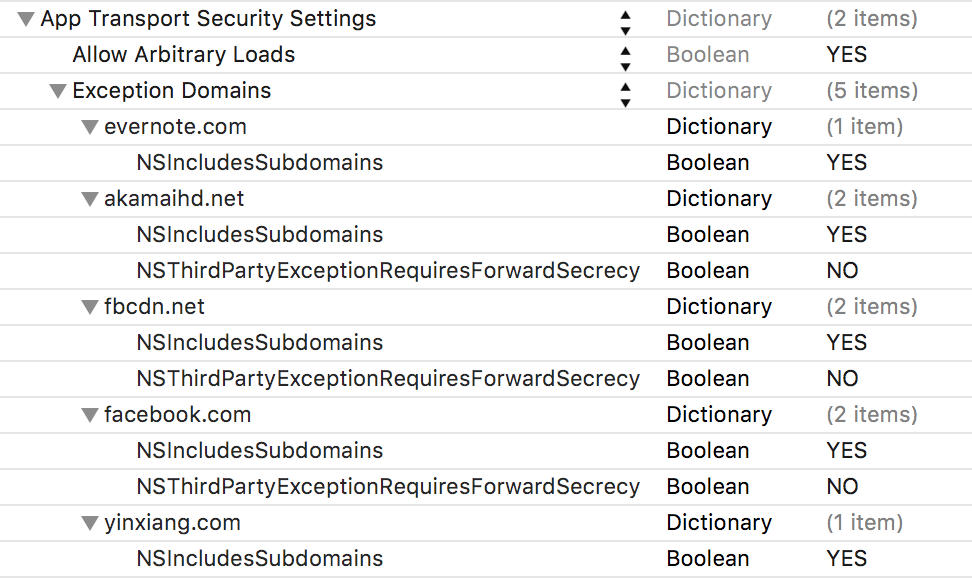 App Transport Security Settings Dictionary (2 items)
Allow Arbitrary Loads Boolean YES
Exception Domains Dictionary (5 items)
evernote.com Dictionary (1 item)
NSIncludesSubdomains Boolean YES
akamaihd.net Dictionary (2 items)
NSIncludesSubdomains Boolean YES
NSThirdPartyExceptionRequiresForwardSecrecy Boolean NO
fbcdn.net Dictionary (2 items)
NSIncludesSubdomains Boolean YES
NSThirdPartyExceptionRequiresForwardSecrecy Boolean NO
facebook.com Dictionary (2 items)
NSIncludesSubdomains Boolean YES
NSThirdPartyExceptionRequiresForwardSecrecy Boolean NO
yinxiang.com Dictionary (1 item)
NSIncludesSubdomains Boolean YES